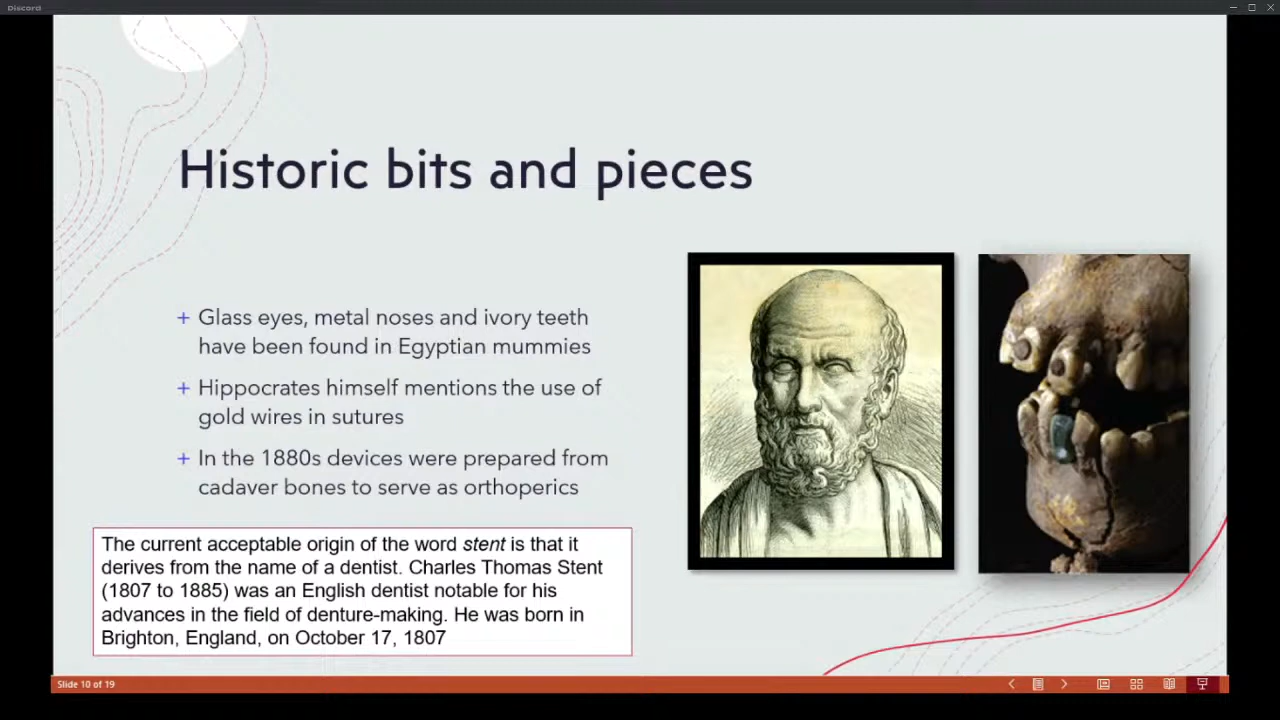 Discord
Historic bits and pieces
+ Glass eyes, metal noses and ivory teeth
have been found in Egyptian mummies
+ Hippocrates himself mentions the use of
gold wires in sutures
+ In the 1880s devices were prepared from
cadaver bones to serve as orthoperics
The current acceptable origin of the word stent is that it
derives from the name of a dentist. Charles Thomas Stent
(1807 to 1885) was an English dentist notable for his
advances in the field of denture-making. He was born in
Brighton, England, on October 17, 1807
Slide 10 of 19